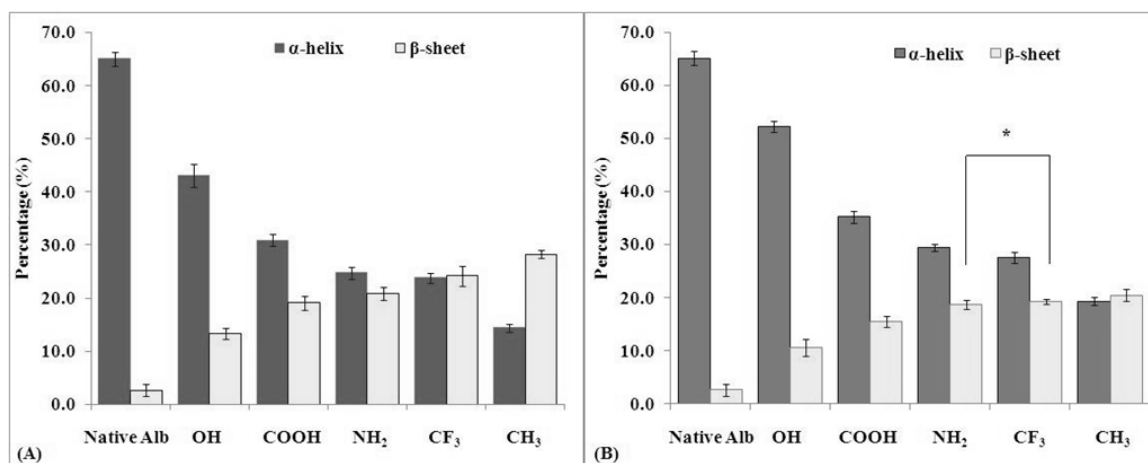 α-helix β-sheet
Percentage (%)
70.0
60.0
50.0
40.0
30.0
20.0
10.0
0.0
Native Alb OH COOH NH₂ CF₃ CH₃
(A)
α-helix β-sheet
*
Percentage (%)
70.0
60.0
50.0
40.0
30.0
20.0
10.0
0.0
Native Alb OH COOH NH₂ CF₃ CH₃
(B)